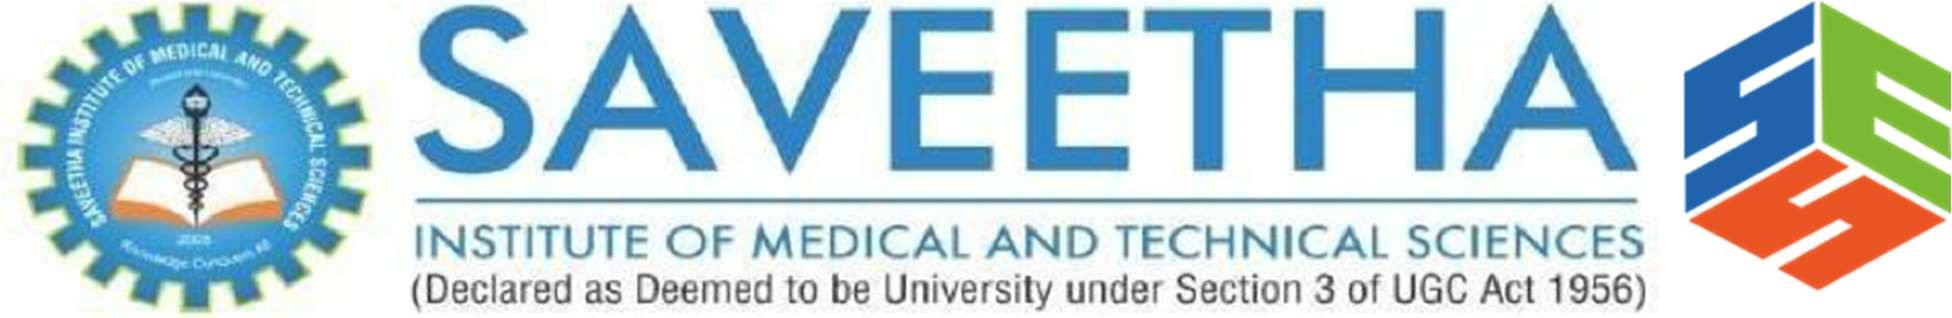 SAVEETHA INSTITUTE OF MEDICAL AND TECHNICAL SCIENCES
2005
SAVEETHA
INSTITUTE OF MEDICAL AND TECHNICAL SCIENCES
(Declared as Deemed to be University under Section 3 of UGC Act 1956)
SES